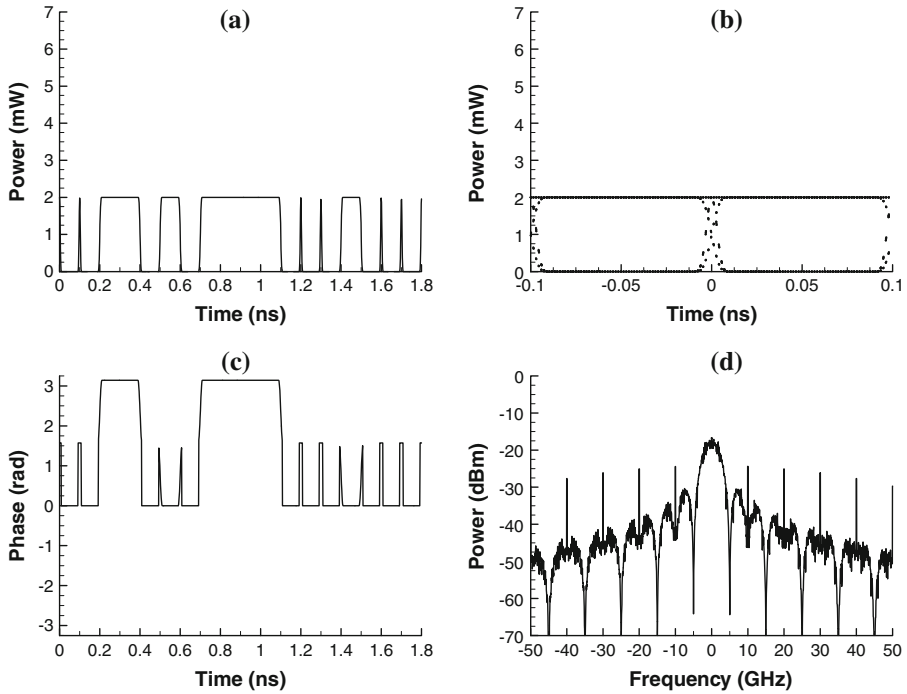 (a)
Power (mW)
7
6
5
4
3
2
1
0
0 0.2 0.4 0.6 0.8 1 1.2 1.4 1.6 1.8
Time (ns)
(b)
Power (mW)
7
6
5
4
3
2
1
0
-0.1 -0.05 0 0.05 0.1
Time (ns)
(c)
Phase (rad)
3
2
1
0
-1
-2
-3
0 0.2 0.4 0.6 0.8 1 1.2 1.4 1.6 1.8
Time (ns)
(d)
Power (dBm)
0
-10
-20
-30
-40
-50
-60
-70
-50 -40 -30 -20 -10 0 10 20 30 40 50
Frequency (GHz)